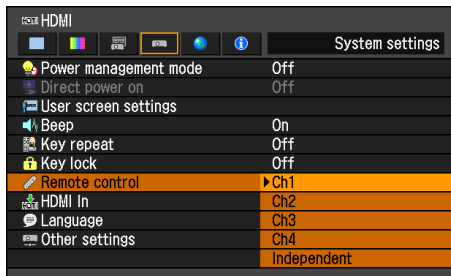 HDMI
System settings
Power management mode Off
Direct power on Off
User screen settings
Beep On
Key repeat Off
Key lock Off
Remote control Ch1
HDMI In Ch2
Language Ch3
Other settings Ch4
Independent